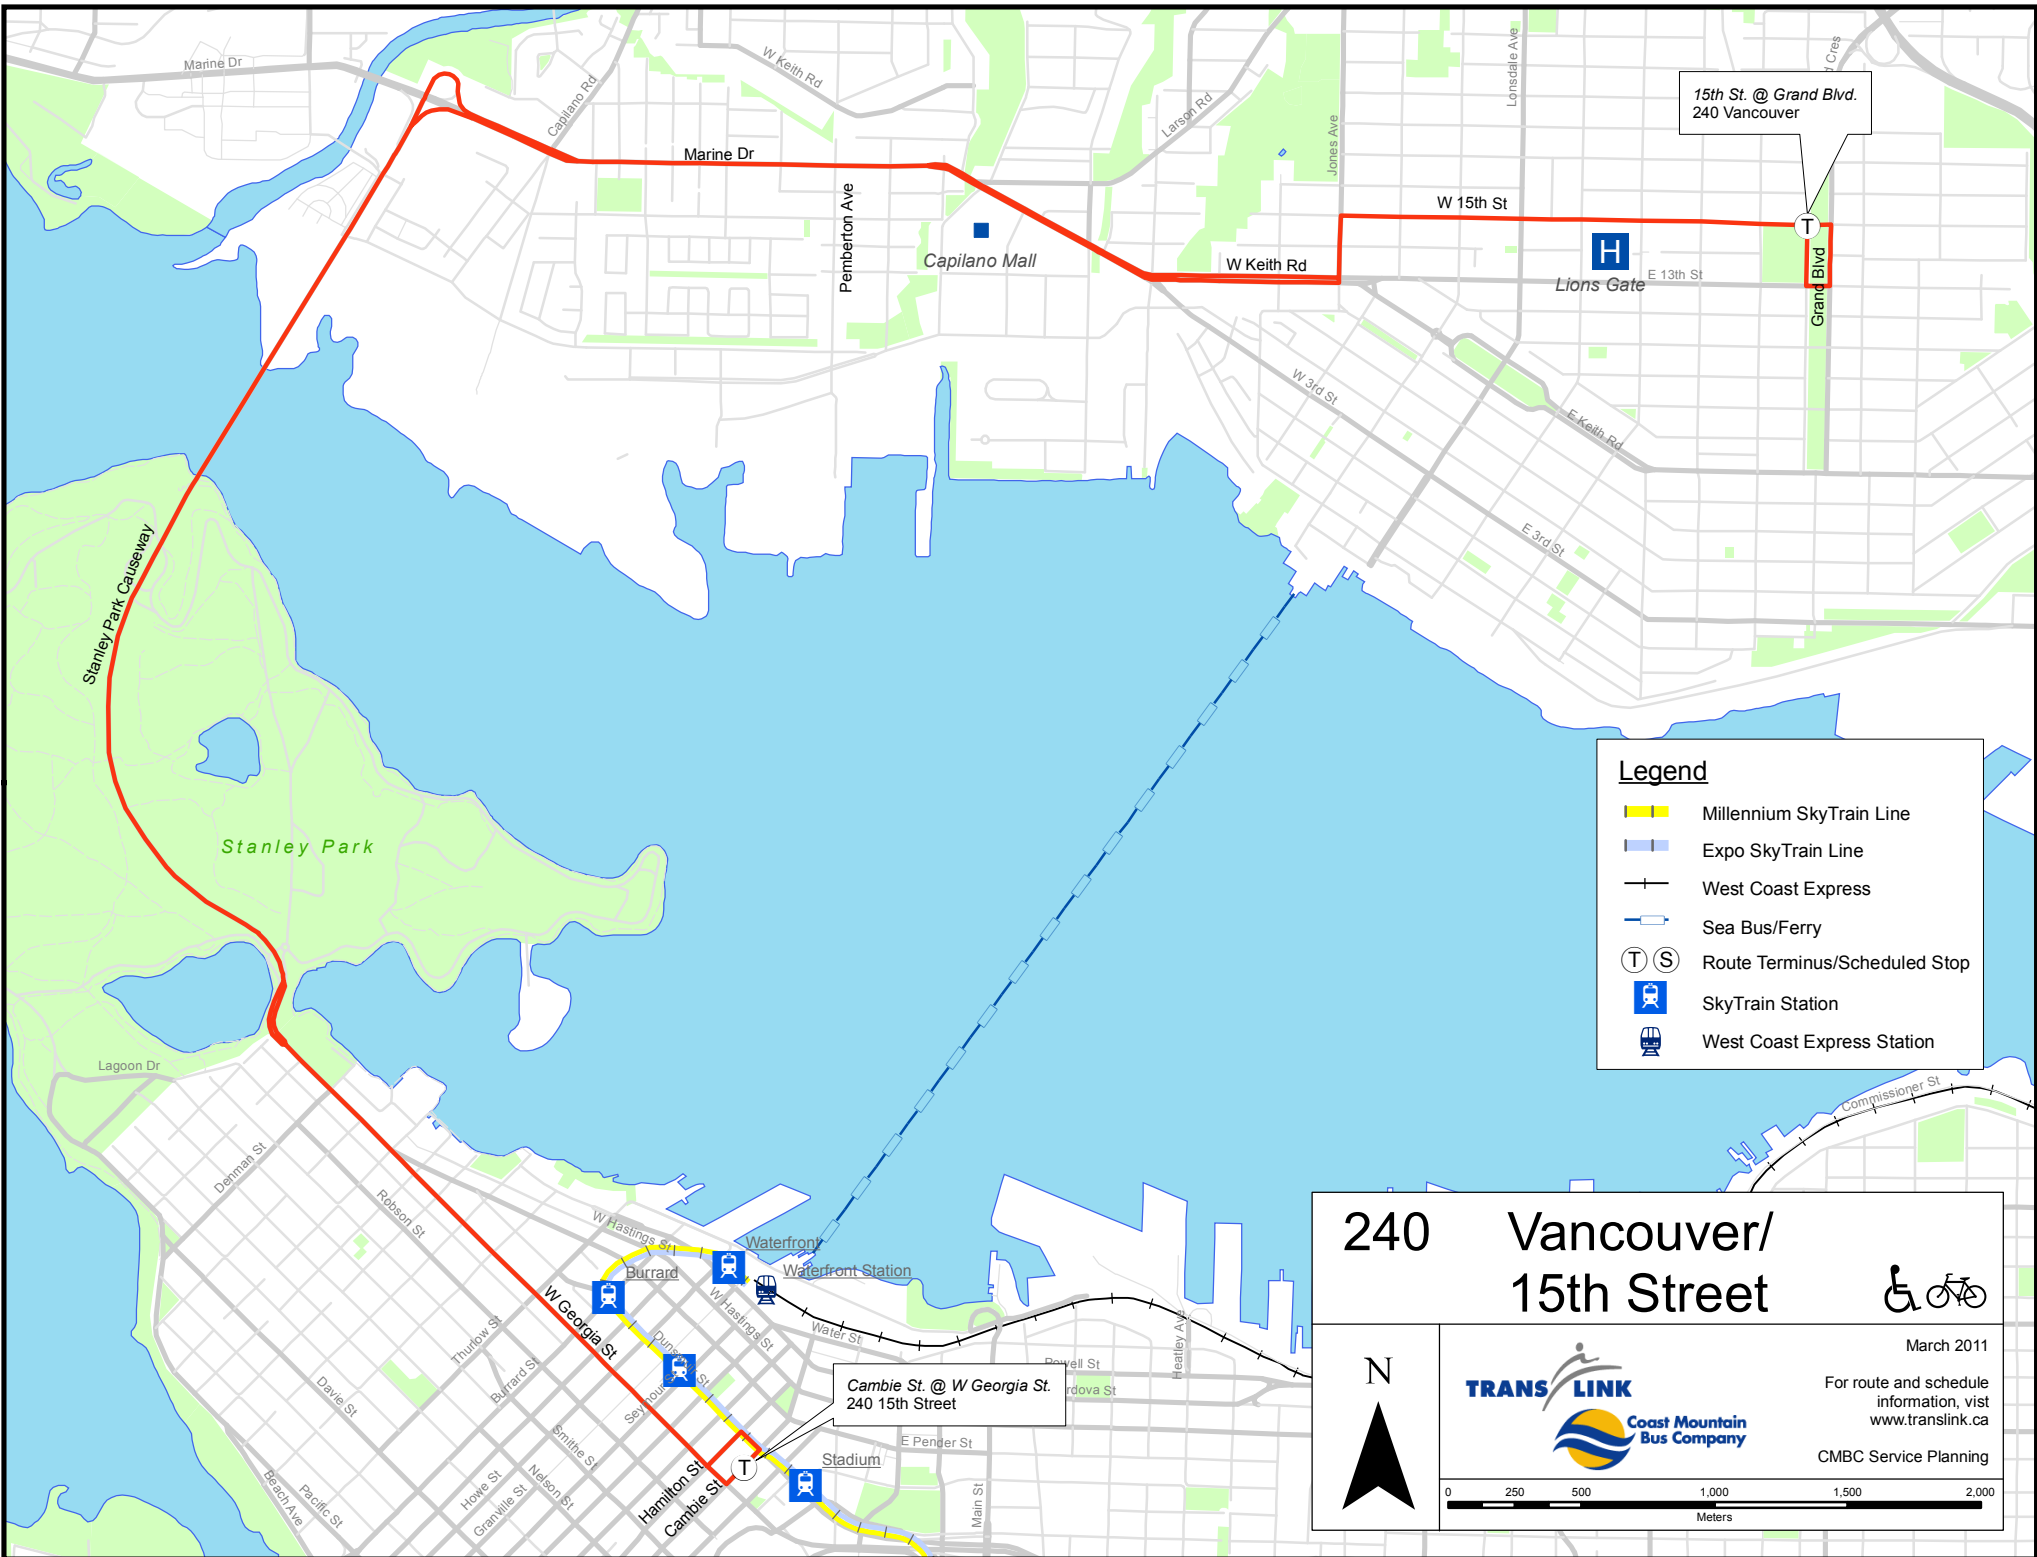 Marine Dr
W Keith Rd
Capilano Rd
Larson Rd
Jones Ave
Lonsdale Ave
d Cres
15th St. @ Grand Blvd.
240 Vancouver
Marine Dr
Pemberton Ave
Capilano Mall
W 15th St
W Keith Rd
H
Lions Gate
E 13th St
T
Grand Blvd
W 3rd St
E Keith Rd
E 3rd St
Stanley Park Causeway
Stanley Park
Legend
Millennium SkyTrain Line
Expo SkyTrain Line
West Coast Express
Sea Bus/Ferry
T S Route Terminus/Scheduled Stop
SkyTrain Station
West Coast Express Station
Commissioner St
Lagoon Dr
Denman St
Robson St
W Hastings St
Waterfront
Waterfront Station
Burrard
W Georgia St
W Hastings St
Water St
Thurlow St
Burrard St
Davie St
Seymour St
Heatley Ave
Powell St
rdova St
Cambie St. @ W Georgia St.
240 15th Street
E Pender St
Stadium
T
Smithe St
Nelson St
Howe St
Granville St
Hamilton St
Cambie St
Main St
Beach Ave
Pacific St
240 Vancouver/
15th Street
N
TRANS LINK
Coast Mountain
Bus Company
March 2011
For route and schedule
information, vist
www.translink.ca
CMBC Service Planning
0 250 500 1,000 1,500 2,000
Meters